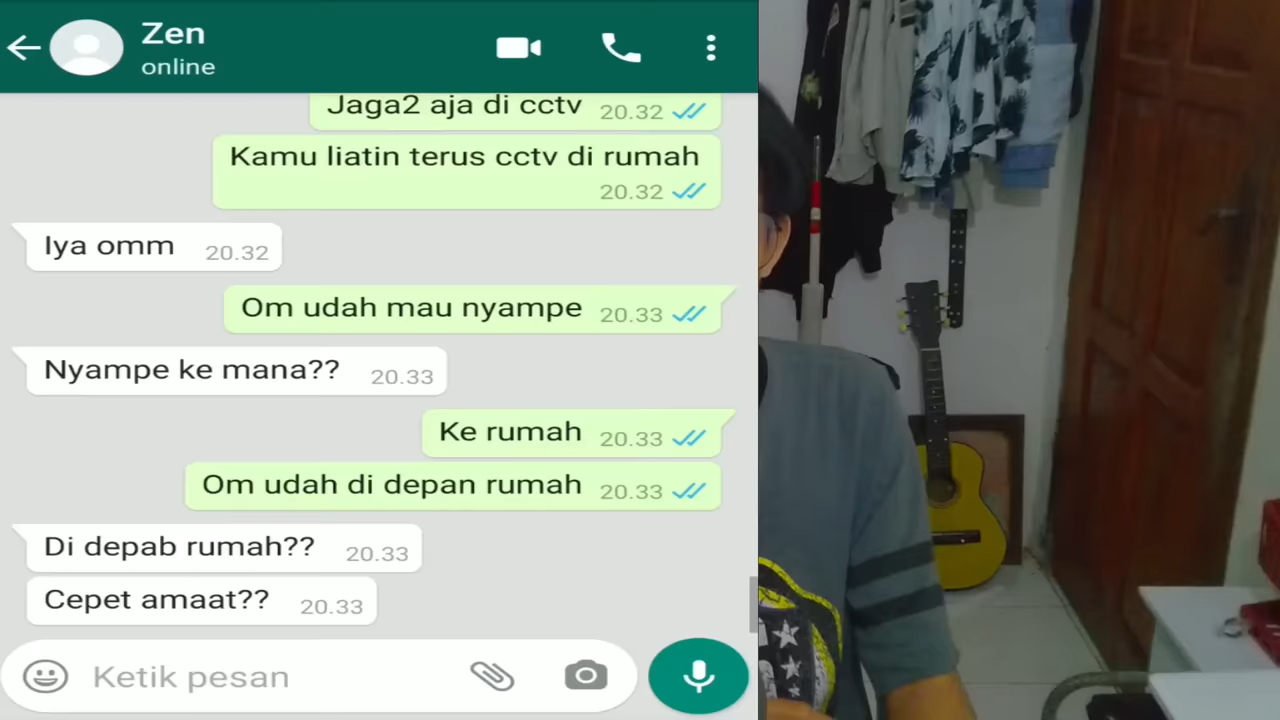 Zen
online
Jaga2 aja di cctv 20.32
Kamu liatin terus cctv di rumah
20.32
Iya omm 20.32
Om udah mau nyampe 20.33
Nyampe ke mana?? 20.33
Ke rumah 20.33
Om udah di depan rumah 20.33
Di depab rumah?? 20.33
Cepet amaat?? 20.33
Ketik pesan